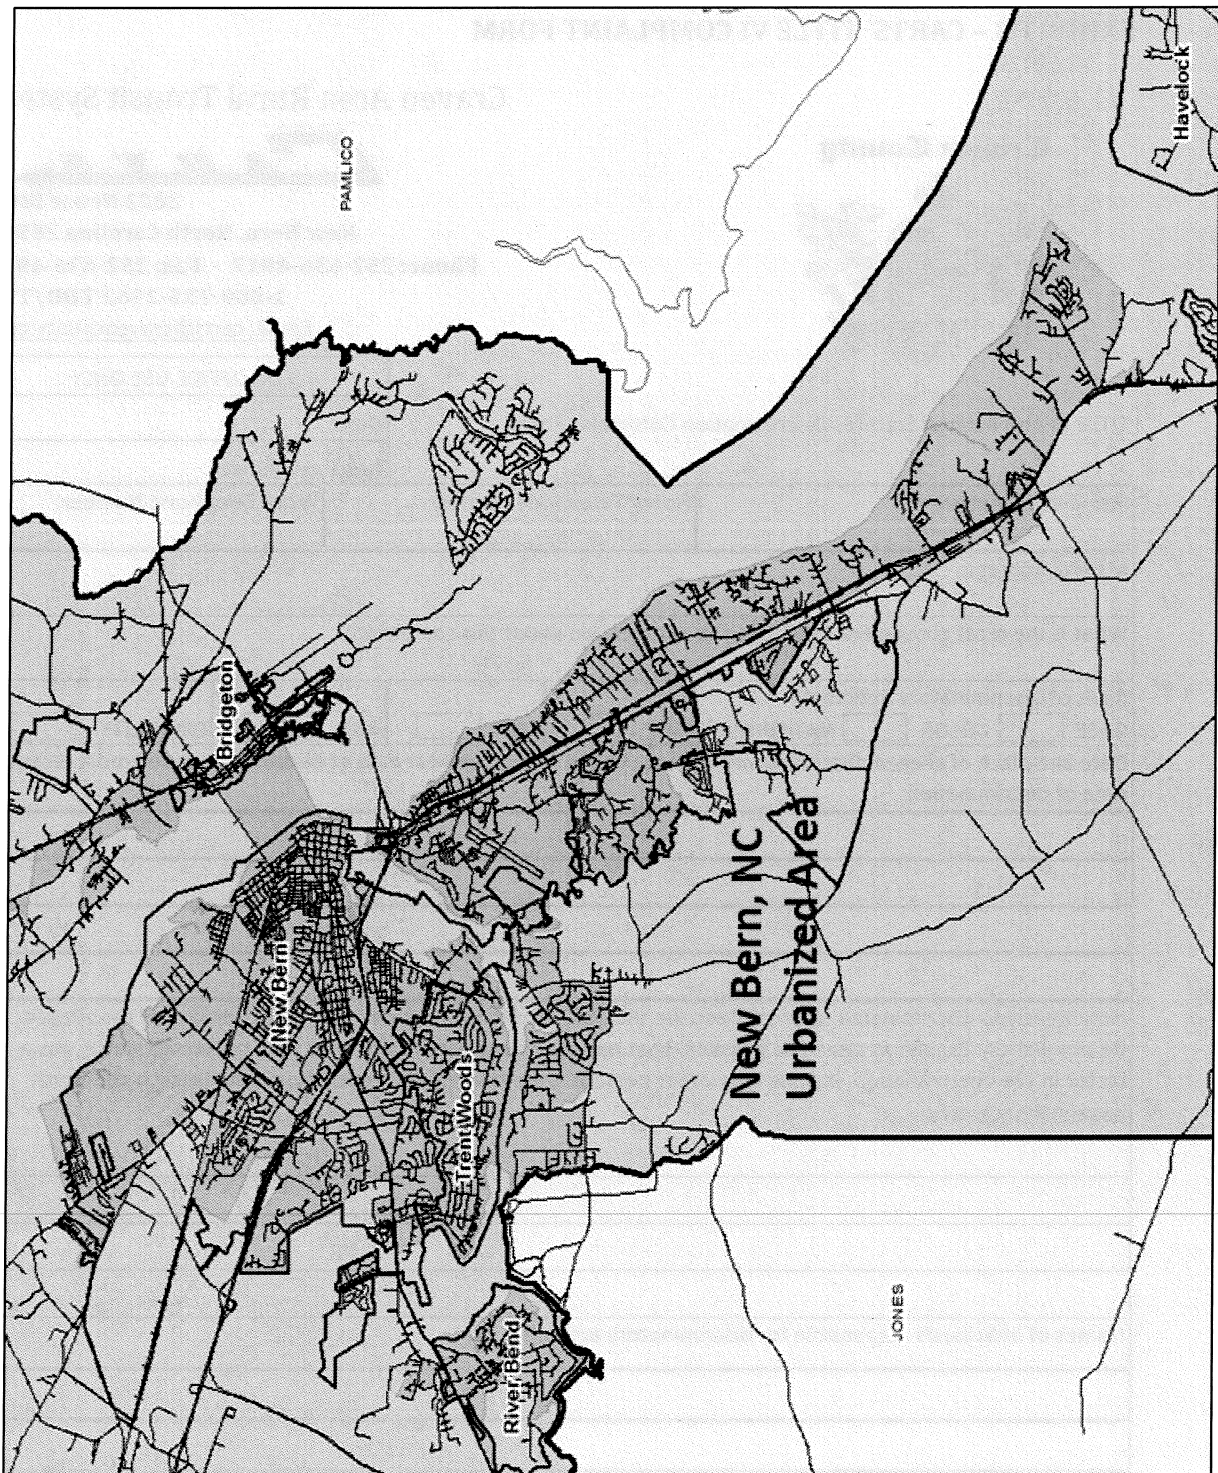 Bridgeton
New Bern
PAMLICO
Trent Woods
River Bend
New Bern, NC
Urbanized Area
JONES
Havelock